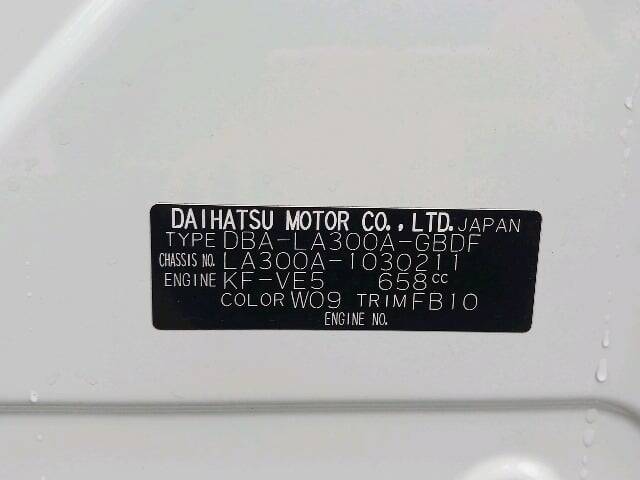 DAIHATSU MOTOR CO., LTD. JAPAN
TYPE DBA-LA300A-GBDF
CHASSIS NO. LA300A-1030211
ENGINE KF-VE5 658cc
COLOR W09 TRIM FB10
ENGINE NO.